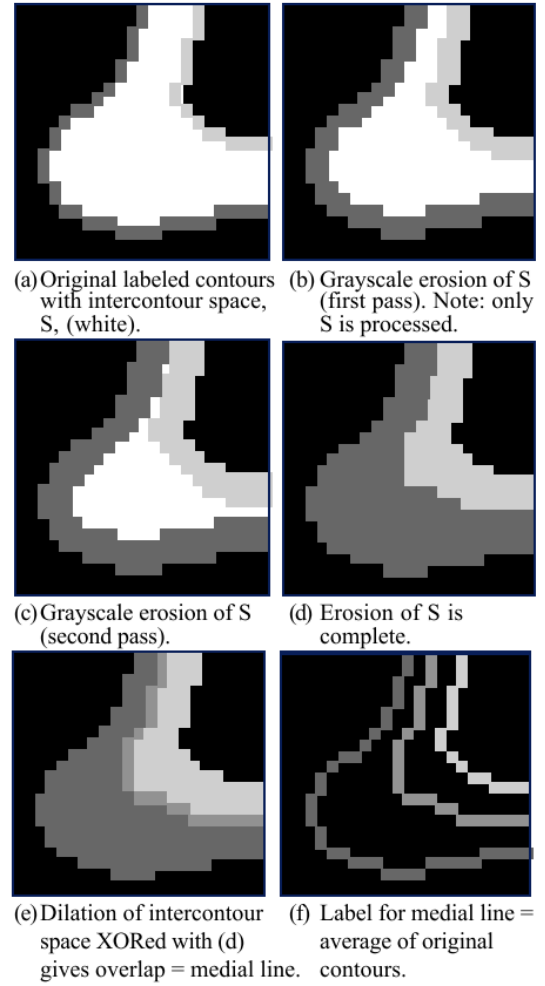 (a) Original labeled contours
with intercontour space,
S, (white).
(b) Grayscale erosion of S
(first pass). Note: only
S is processed.
(c) Grayscale erosion of S
(second pass).
(d) Erosion of S is
complete.
(e) Dilation of intercontour
space XORed with (d)
gives overlap = medial line.
(f) Label for medial line =
average of original
contours.